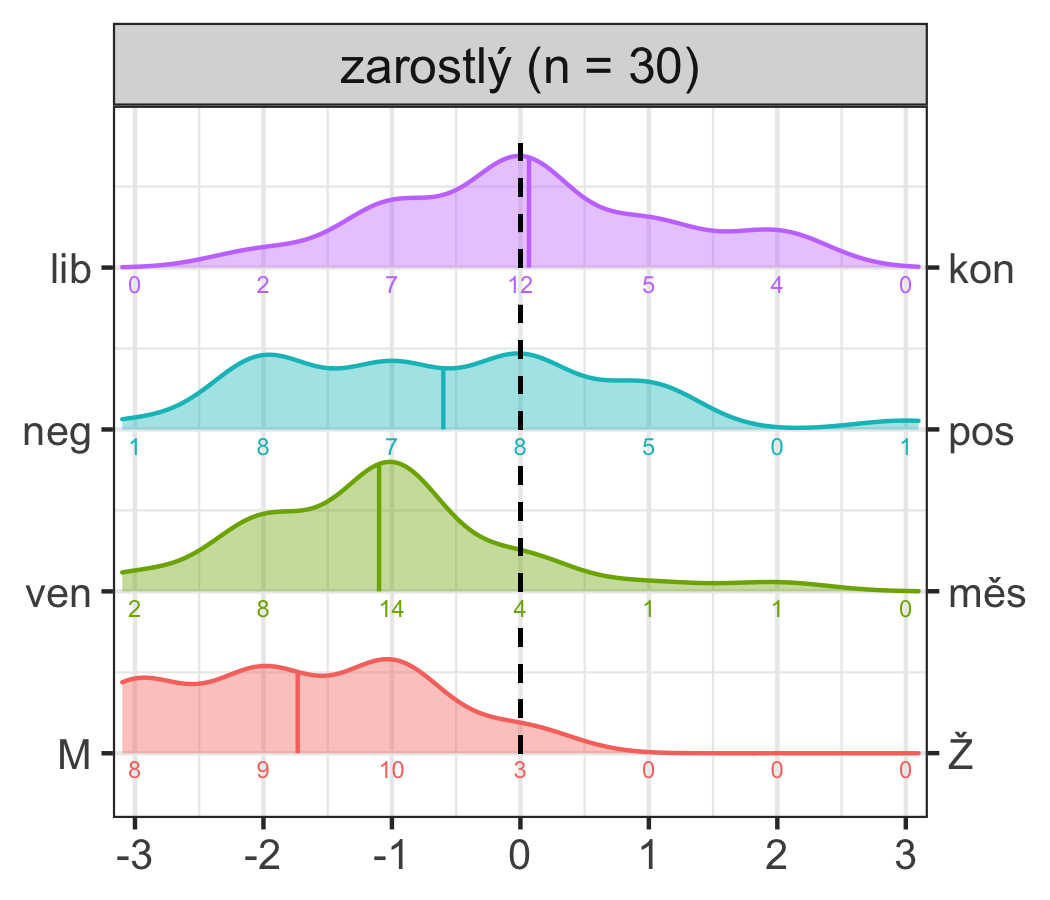 zarostlý (n = 30)
lib kon
0 2 7 12 5 4 0
neg pos
1 8 7 8 5 0 1
ven měs
2 8 14 4 1 1 0
M Ž
8 9 10 3 0 0 0
-3 -2 -1 0 1 2 3